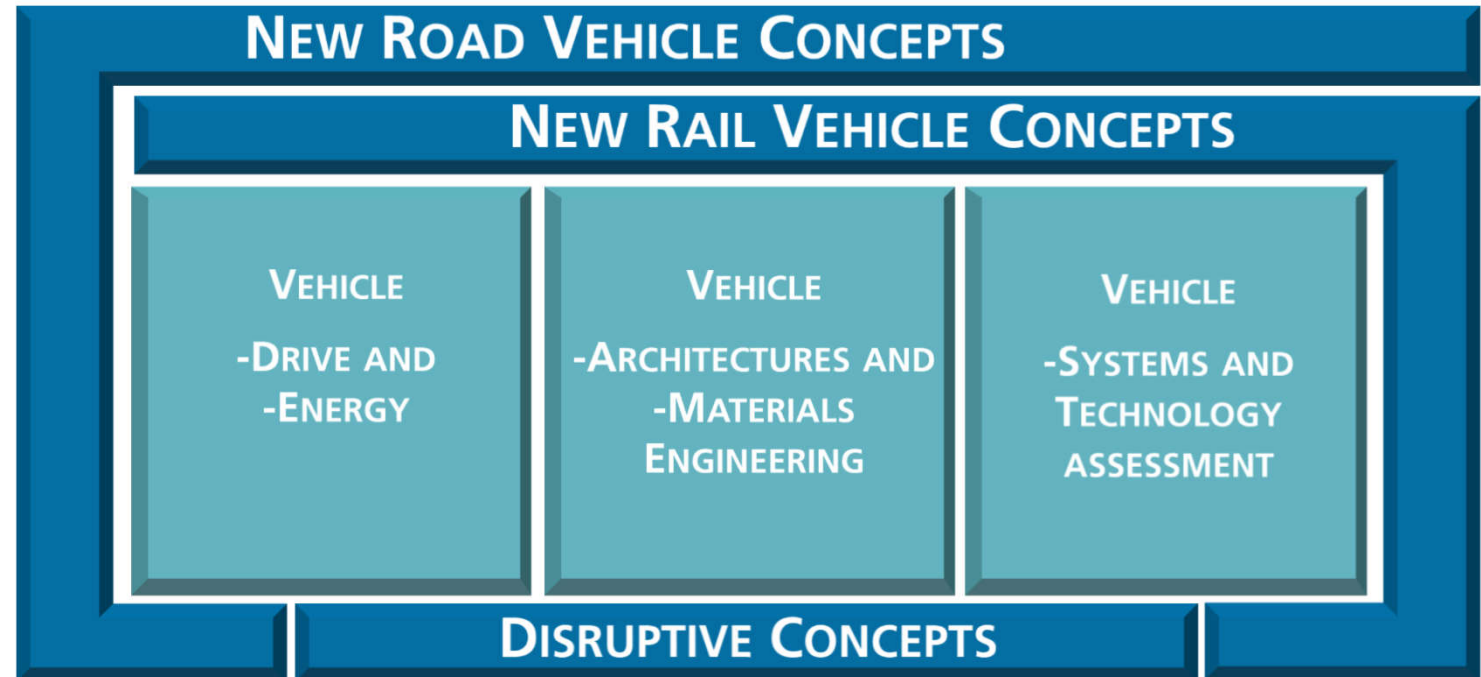 NEW ROAD VEHICLE CONCEPTS
NEW RAIL VEHICLE CONCEPTS
VEHICLE
-DRIVE AND
-ENERGY
VEHICLE
-ARCHITECTURES AND
-MATERIALS
ENGINEERING
VEHICLE
-SYSTEMS AND
TECHNOLOGY
ASSESSMENT
DISRUPTIVE CONCEPTS